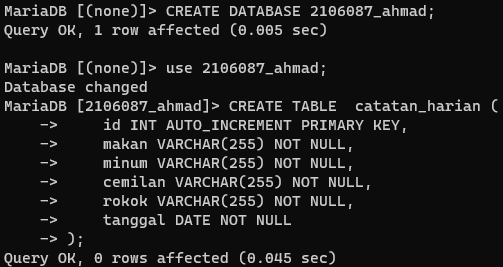 MariaDB [(none)]> CREATE DATABASE 2106087_ahmad;
Query OK, 1 row affected (0.005 sec)
MariaDB [(none)]> use 2106087_ahmad;
Database changed
MariaDB [2106087_ahmad]> CREATE TABLE  catatan_harian (
    ->     id INT AUTO_INCREMENT PRIMARY KEY,
    ->     makan VARCHAR(255) NOT NULL,
    ->     minum VARCHAR(255) NOT NULL,
    ->     cemilan VARCHAR(255) NOT NULL,
    ->     rokok VARCHAR(255) NOT NULL,
    ->     tanggal DATE NOT NULL
    -> );
Query OK, 0 rows affected (0.045 sec)